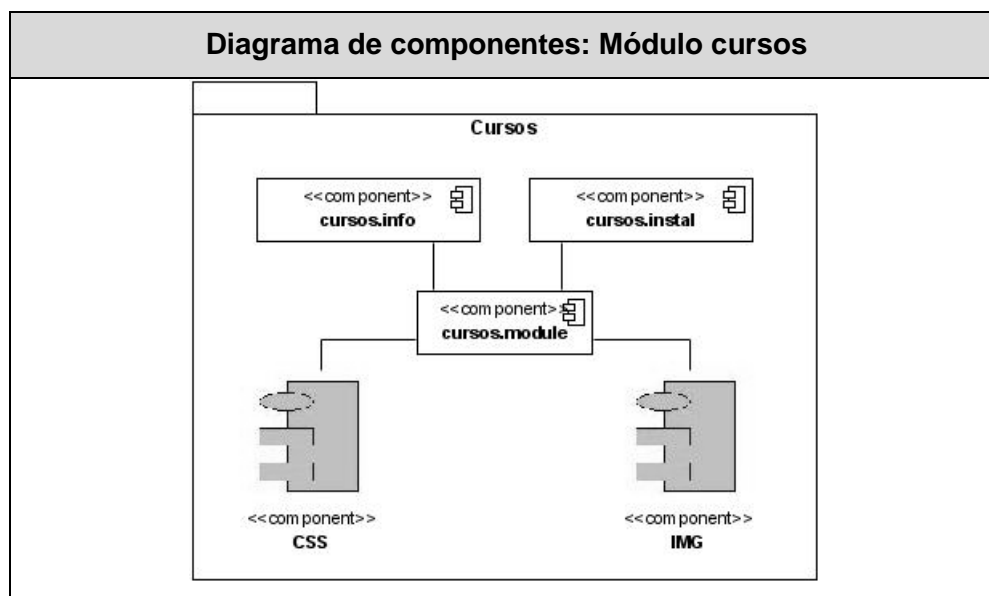 Diagrama de componentes: Módulo cursos
Cursos
<<component>>
cursos.info
<<component>>
cursos.instal
<<component>>
cursos.module
<<component>>
CSS
<<component>>
IMG